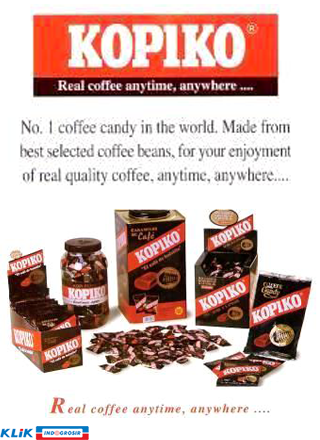 KOPIKO®
Real coffee anytime, anywhere ....
No. 1 coffee candy in the world. Made from
best selected coffee beans, for your enjoyment
of real quality coffee, anytime, anywhere....
Café
KOPIKO
KOPIKO
KOPIKO
KOPIKO
KOPIKO
KOPIKO
KOPIKO
Real coffee anytime, anywhere ....
KLIK INDOGROSIR